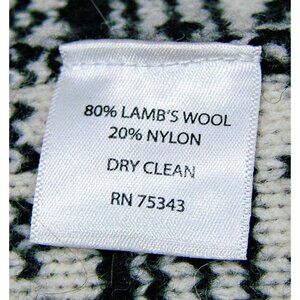 80% LAMB'S WOOL
20% NYLON
DRY CLEAN
RN 75343